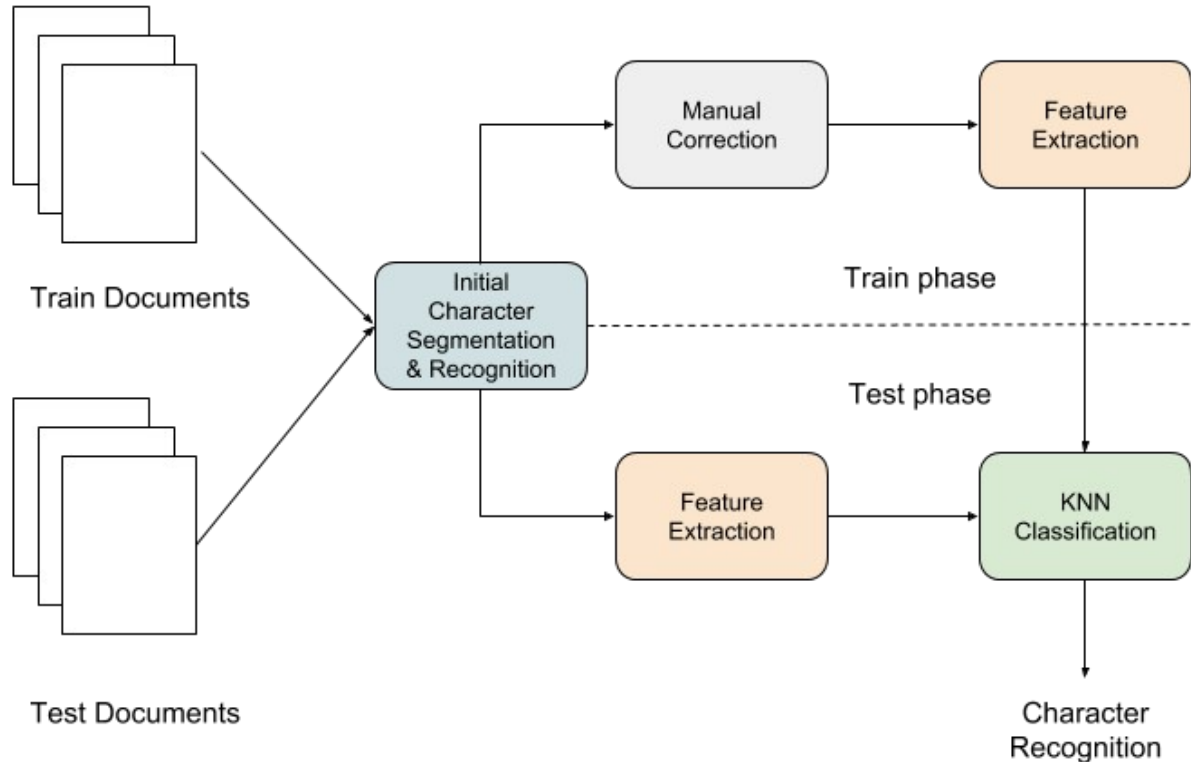 Manual
Correction
Feature
Extraction
Train Documents
Initial
Character
Segmentation
& Recognition
Train phase
Test phase
Feature
Extraction
KNN
Classification
Test Documents
Character
Recognition